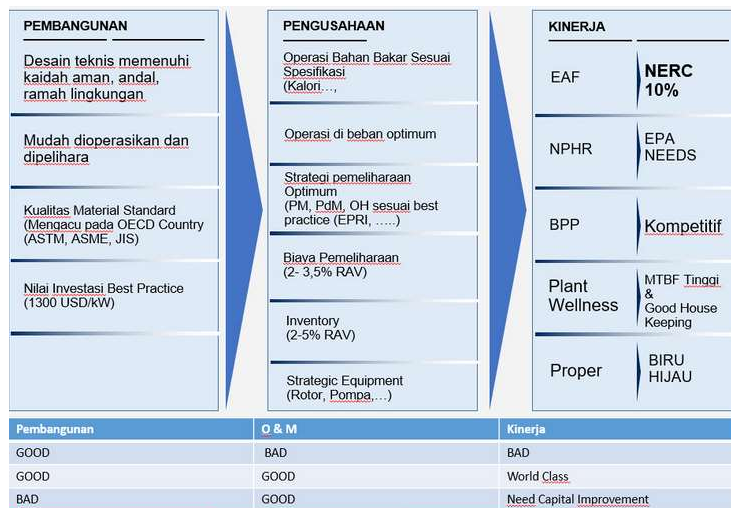 PEMBANGUNAN
Desain teknis memenuhi
kaidah aman, andal,
ramah lingkungan
Mudah dioperasikan dan
dipelihara
Kualitas Material Standard
(Mengacu pada OECD Country
(ASTM, ASME, JIS)
Nilai Investasi Best Practice
(1300 USD/kW)
PENGUSAHAAN
Operasi Bahan Bakar Sesuai
Spesifikasi
(Kalori…,
Operasi di beban optimum
Strategi pemeliharaan
Optimum
(PM, PdM, OH sesuai best
practice (EPRI, …..)
Biaya Pemeliharaan
(2- 3,5% RAV)
Inventory
(2-5% RAV)
Strategic Equipment
(Rotor, Pompa,…)
KINERJA
EAF
NERC
10%
NPHR
EPA
NEEDS
BPP
Kompetitif
Plant
Wellness
MTBF Tinggi
&
Good House
Keeping
Proper
BIRU
HIJAU
Pembangunan O & M Kinerja
GOOD BAD BAD
GOOD GOOD World Class
BAD GOOD Need Capital Improvement